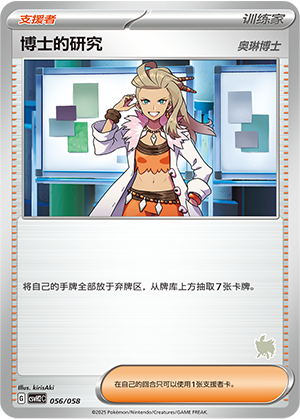 支援者
训练家
博士的研究
奥琳博士
将自己的手牌全部放于弃牌区，从牌库上方抽取7张卡牌。
Illus. kirisAki
G
056/058
在自己的回合只可以使用1张支援者卡。
©2025 Pokémon/Nintendo/Creatures/GAME FREAK.